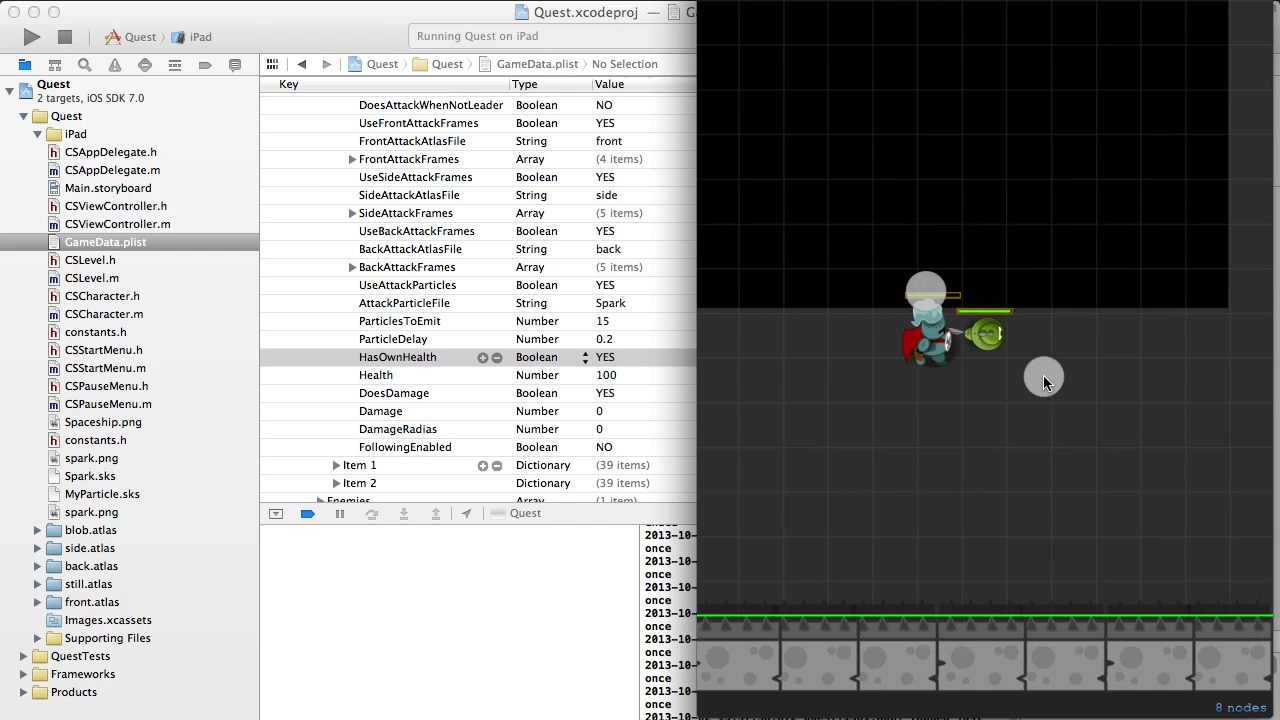 Quest.xcodeproj —
Quest
iPad
Running Quest on iPad
Quest
Quest
GameData.plist
No Selection
Quest
2 targets, iOS SDK 7.0
Quest
iPad
CSAppDelegate.h
CSAppDelegate.m
Main.storyboard
CSViewController.h
CSViewController.m
GameData.plist
CSLevel.h
CSLevel.m
CSCharacter.h
CSCharacter.m
constants.h
CSStartMenu.h
CSStartMenu.m
CSPauseMenu.h
CSPauseMenu.m
Spaceship.png
constants.h
spark.png
Spark.sks
MyParticle.sks
spark.png
blob.atlas
side.atlas
back.atlas
still.atlas
front.atlas
Images.xcassets
Supporting Files
QuestTests
Frameworks
Products
Key Type Value
DoesAttackWhenNotLeader Boolean NO
UseFrontAttackFrames Boolean YES
FrontAttackAtlasFile String front
FrontAttackFrames Array (4 items)
UseSideAttackFrames Boolean YES
SideAttackAtlasFile String side
SideAttackFrames Array (5 items)
UseBackAttackFrames Boolean YES
BackAttackAtlasFile String back
BackAttackFrames Array (5 items)
UseAttackParticles Boolean YES
AttackParticleFile String Spark
ParticlesToEmit Number 15
ParticleDelay Number 0.2
HasOwnHealth Boolean YES
Health Number 100
DoesDamage Boolean YES
Damage Number 0
DamageRadias Number 0
FollowingEnabled Boolean NO
Item 1 Dictionary (39 items)
Item 2 Dictionary (39 items)
Enemies Array (1 item)
Quest
once
2013-10-
once
2013-10-
once
2013-10-
once
2013-10-
once
2013-10-
once
2013-10-
once
2013-10-
once
8 nodes